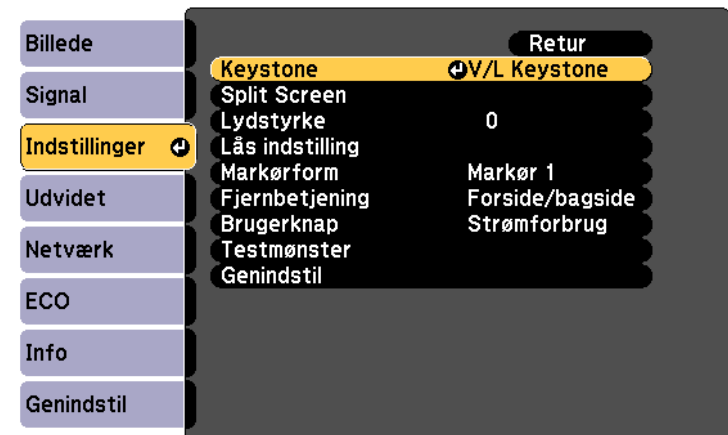 Billede
Signal
Indstillinger
Udvidet
Netværk
ECO
Info
Genindstil
Retur
Keystone V/L Keystone
Split Screen
Lydstyrke 0
Lås indstilling
Markørform Markør 1
Fjernbetjening Forside/bagside
Brugerknap Strømforbrug
Testmønster
Genindstil